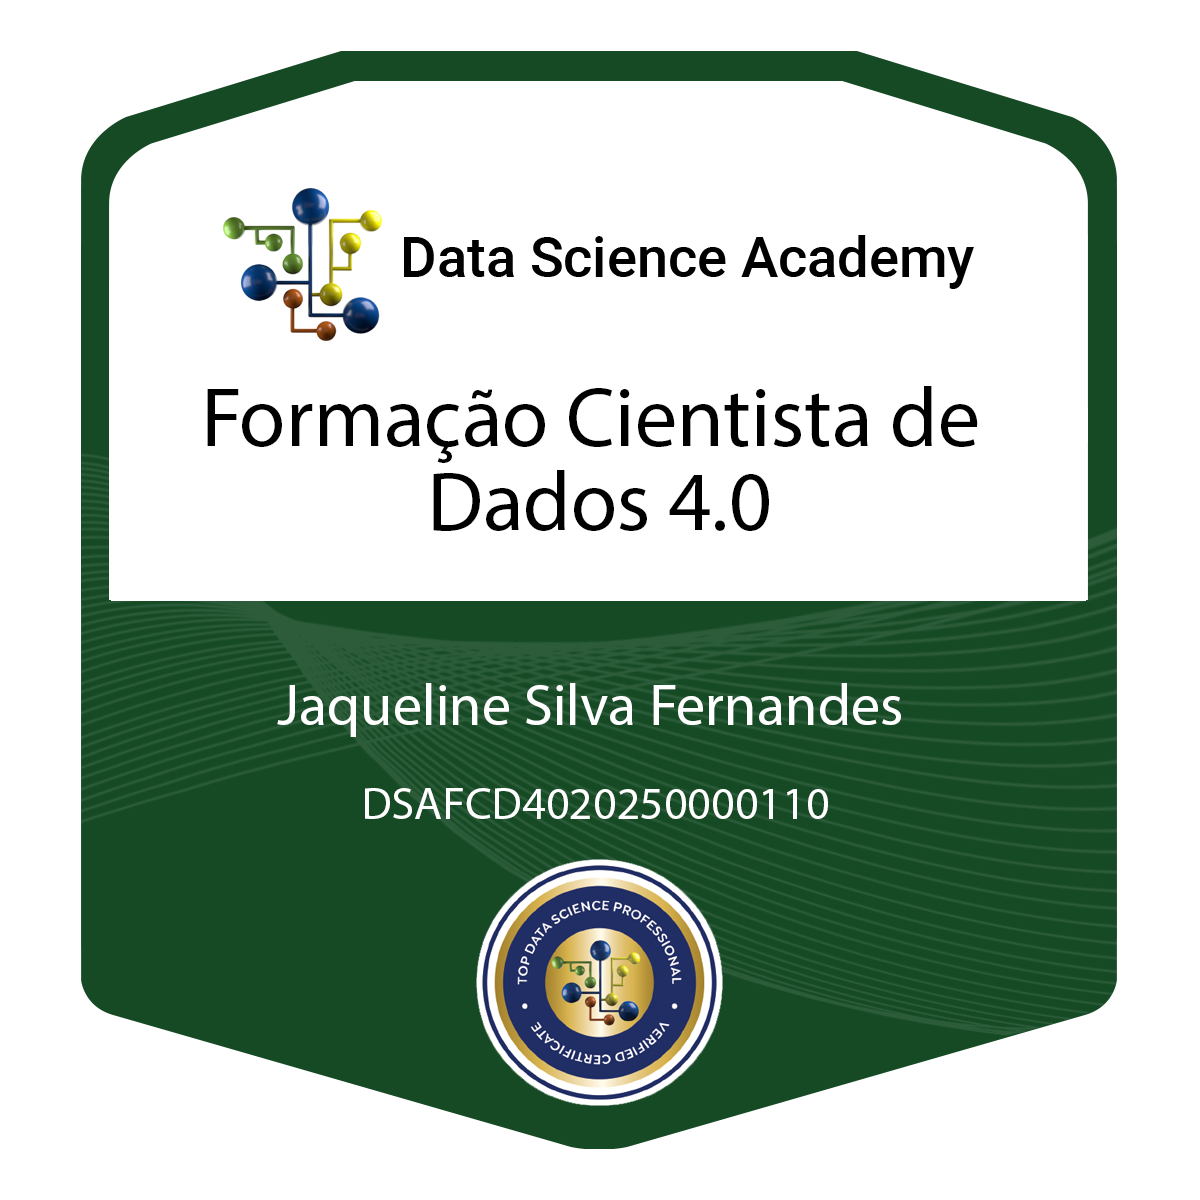 Data Science Academy
Formação Cientista de
Dados 4.0
Jaqueline Silva Fernandes
DSAFCD4020250000110
TOP DATA SCIENCE PROFESSIONAL
VERIFIED CERTIFICATE